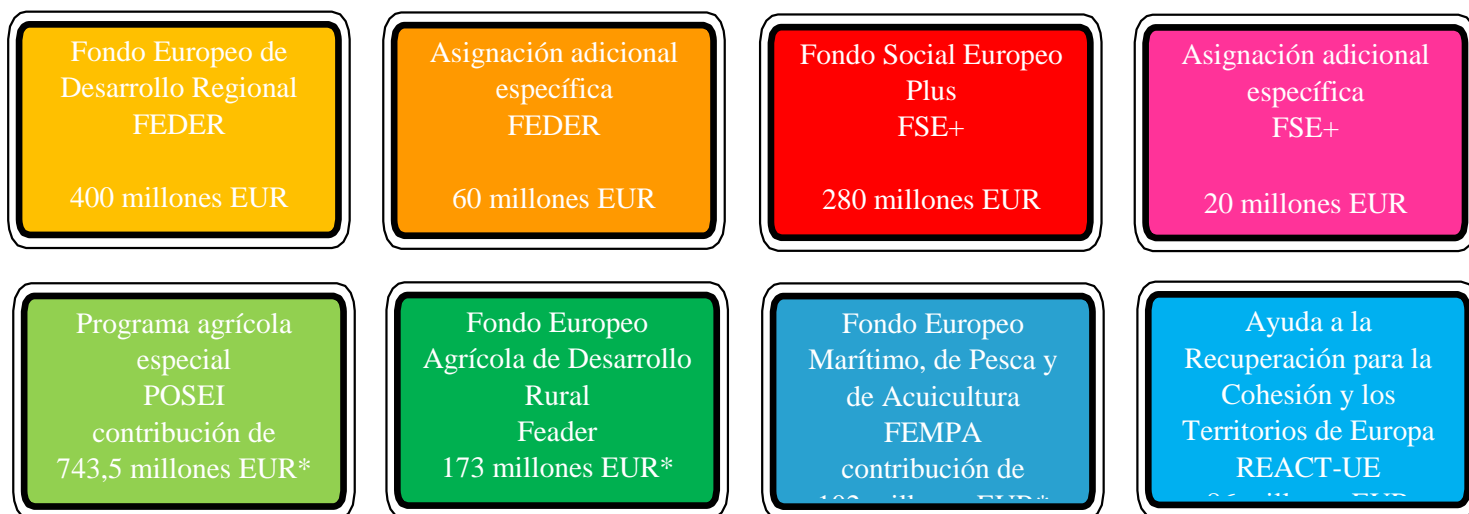 Fondo Europeo de
Desarrollo Regional
FEDER
400 millones EUR
Asignación adicional
específica
FEDER
60 millones EUR
Fondo Social Europeo
Plus
FSE+
280 millones EUR
Asignación adicional
específica
FSE+
20 millones EUR
Programa agrícola
especial
POSEI
contribución de
743,5 millones EUR*
Fondo Europeo
Agrícola de Desarrollo
Rural
Feader
173 millones EUR*
Fondo Europeo
Marítimo, de Pesca y
de Acuicultura
FEMPA
contribución de
Ayuda a la
Recuperación para la
Cohesión y los
Territorios de Europa
REACT-UE